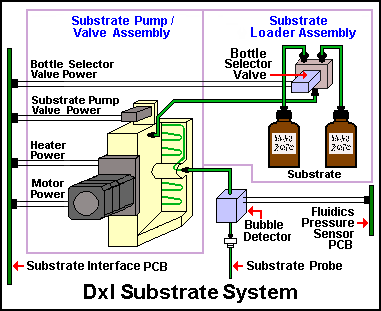 Substrate Pump /
Valve Assembly
Substrate
Loader Assembly
Bottle Selector
Valve Power
Bottle
Selector
Valve
Substrate Pump
Valve Power
Heater
Power
Motor
Power
Substrate
Bubble
Detector
Fluidics
Pressure
Sensor
PCB
Substrate Interface PCB
Substrate Probe
DxI Substrate System